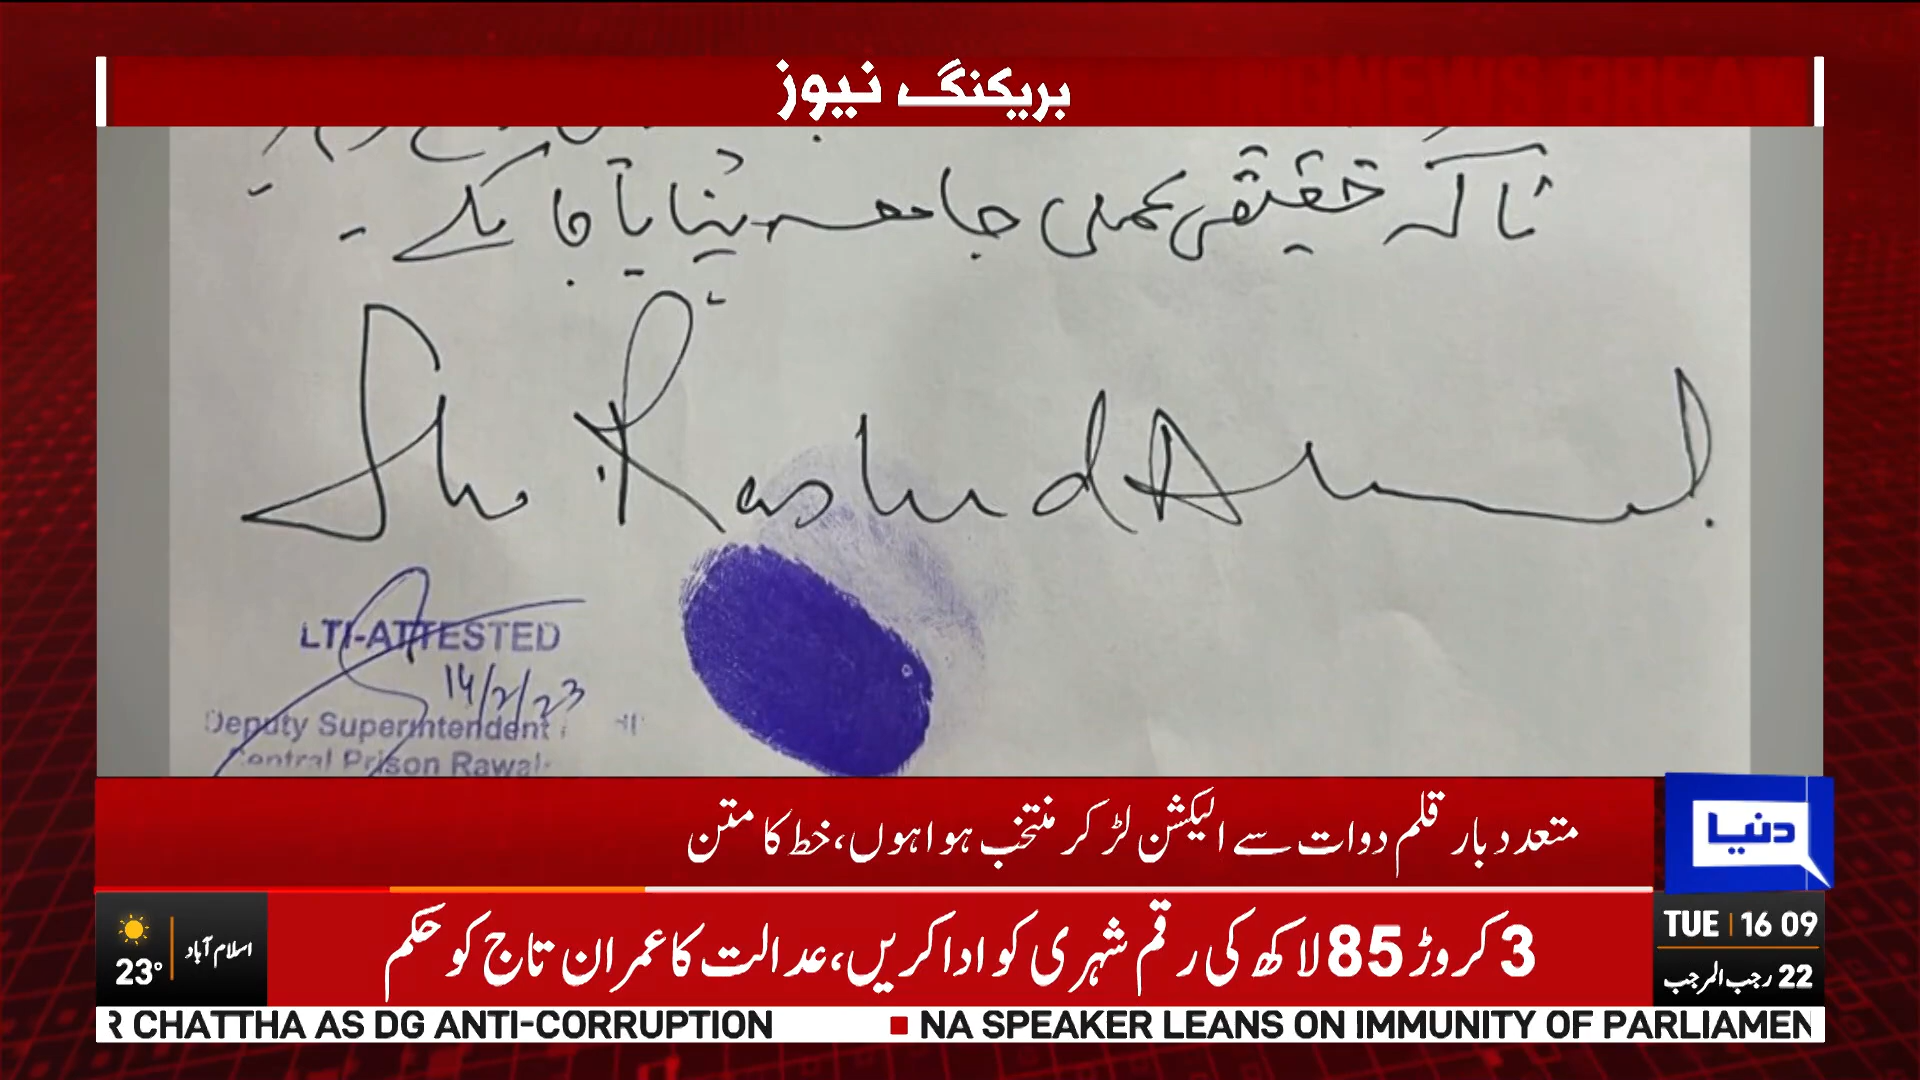 بریکنگ نیوز
تاکہ حقیقی عملی جامعہ پہنایا جا سکے ۔
Sh. Rashid Ahmed.
LTI-ATTESTED
14/2/23
Deputy Superintendent
Central Prison Rawal
متعدد بار قلم دوات سے الیکشن لڑ کر منتخب ہوا ہوں، خط کا متن
دنیا
3 کروڑ 85 لاکھ کی رقم شہری کو ادا کریں، عدالت کا عمران تاج کو حکم
اسلام آباد
23°
TUE 16 09
22 رجب المرجب
R CHATTHA AS DG ANTI-CORRUPTION ■ NA SPEAKER LEANS ON IMMUNITY OF PARLIAMEN